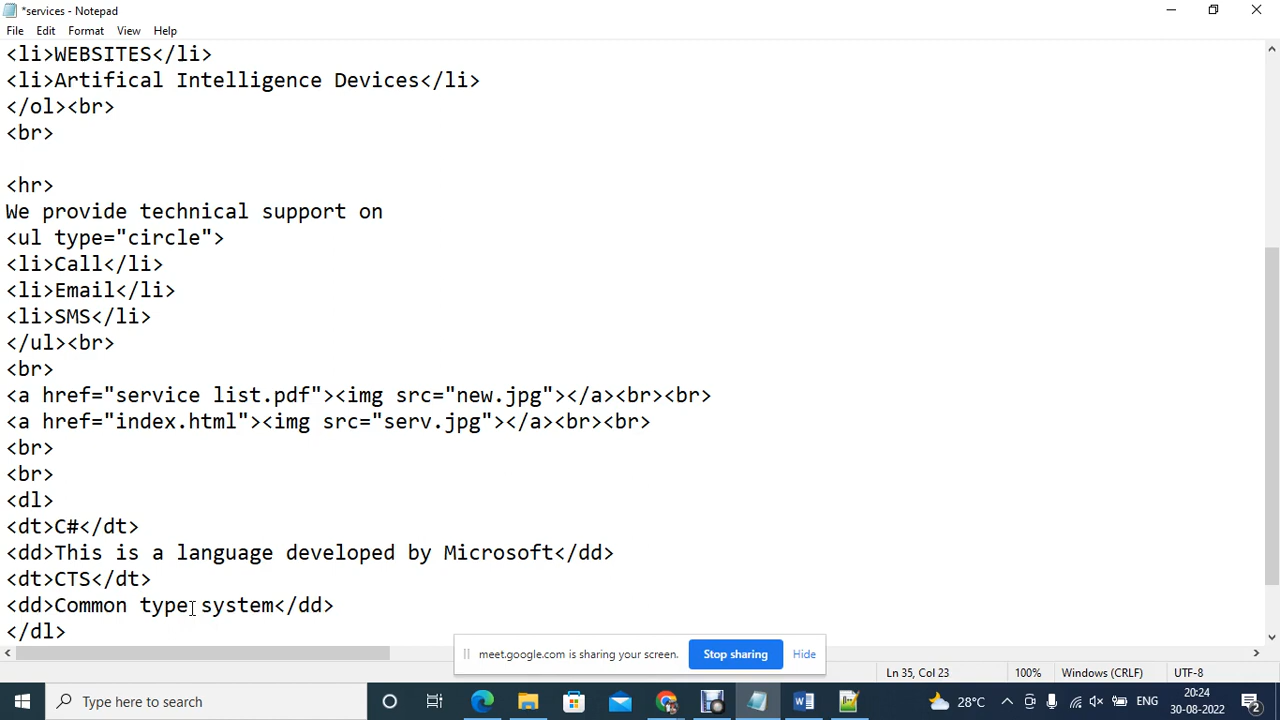 *services - Notepad
File Edit Format View Help
<li>WEBSITES</li>
<li>Artifical Intelligence Devices</li>
</ol><br>
<br>
<hr>
We provide technical support on
<ul type="circle">
<li>Call</li>
<li>Email</li>
<li>SMS</li>
</ul><br>
<br>
<a href="service list.pdf"><img src="new.jpg"></a><br><br>
<a href="index.html"><img src="serv.jpg"></a><br><br>
<br>
<br>
<dl>
<dt>C#</dt>
<dd>This is a language developed by Microsoft</dd>
<dt>CTS</dt>
<dd>Common type system</dd>
</dl>
meet.google.com is sharing your screen. Stop sharing Hide
Ln 35, Col 23 100% Windows (CRLF) UTF-8
Type here to search 28°C ENG 20:24
30-08-2022 2